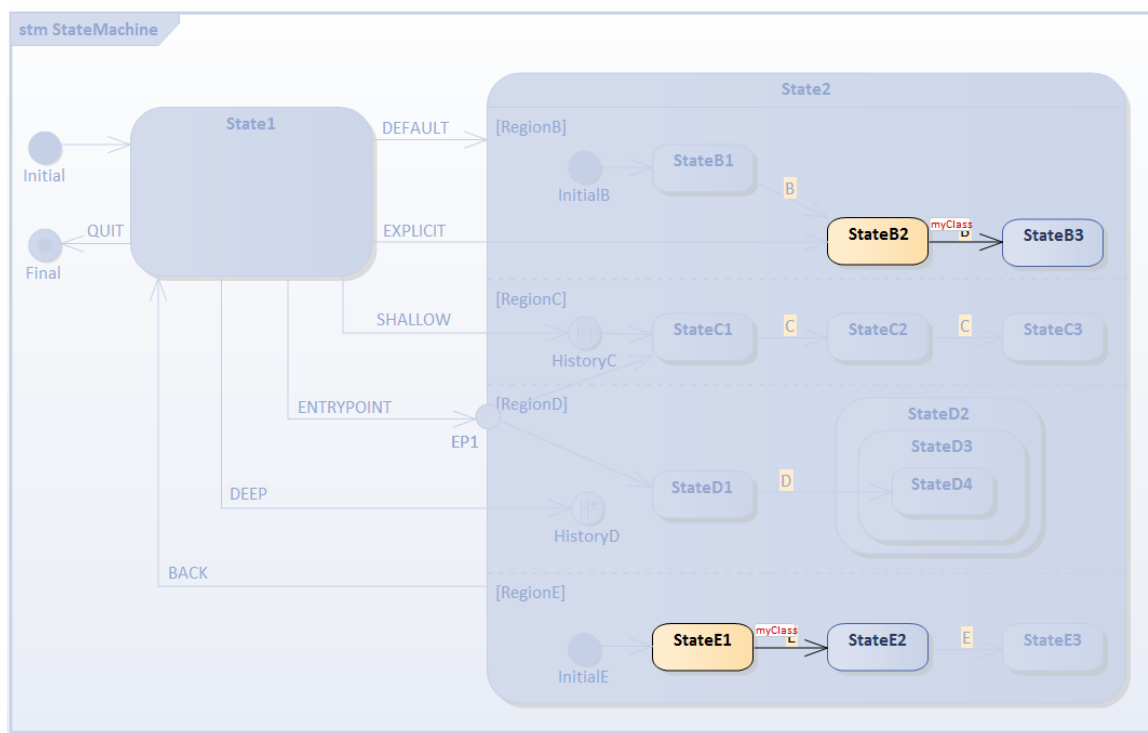 stm StateMachine
State2
State1
DEFAULT
[RegionB]
Initial
StateB1
InitialB
B
QUIT
EXPLICIT
Final
StateB2
myClass
B
StateB3
[RegionC]
SHALLOW
HistoryC
StateC1
C
StateC2
C
StateC3
ENTRYPOINT
EP1
[RegionD]
StateD2
StateD3
StateD4
StateD1
D
DEEP
H*
HistoryD
BACK
[RegionE]
InitialE
StateE1
myClass
E
StateE2
E
StateE3